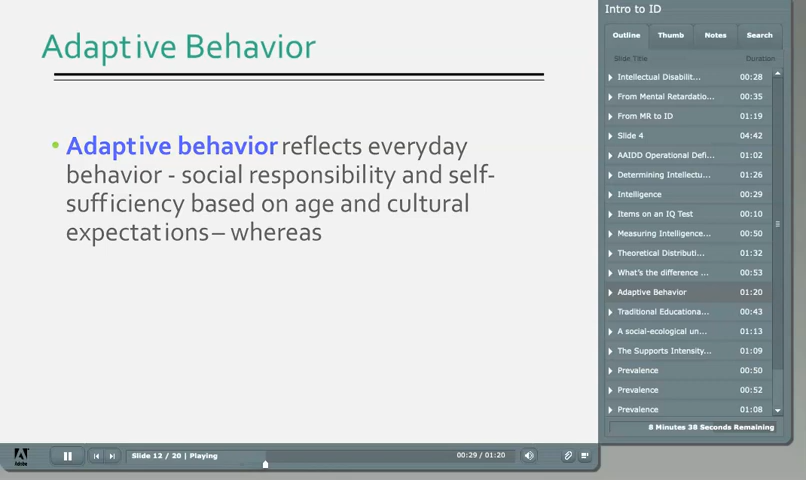 Adaptive Behavior
• Adaptive behavior reflects everyday
behavior - social responsibility and self-
sufficiency based on age and cultural
expectations – whereas
Intro to ID
Outline Thumb Notes Search
Slide Title Duration
Intellectual Disabilit... 00:28
From Mental Retardatio... 00:35
From MR to ID 01:19
Slide 4 04:42
AAIDD Operational Defi... 01:02
Determining Intellectu... 01:26
Intelligence 00:29
Items on an IQ Test 00:10
Measuring Intelligence... 00:50
Theoretical Distributi... 01:32
What's the difference ... 00:53
Adaptive Behavior 01:20
Traditional Educationa... 00:43
A social-ecological un... 01:13
The Supports Intensity... 01:09
Prevalence 00:50
Prevalence 00:52
Prevalence 01:08
8 Minutes 38 Seconds Remaining
Adobe
Slide 12 / 20 | Playing 00:29 / 01:20